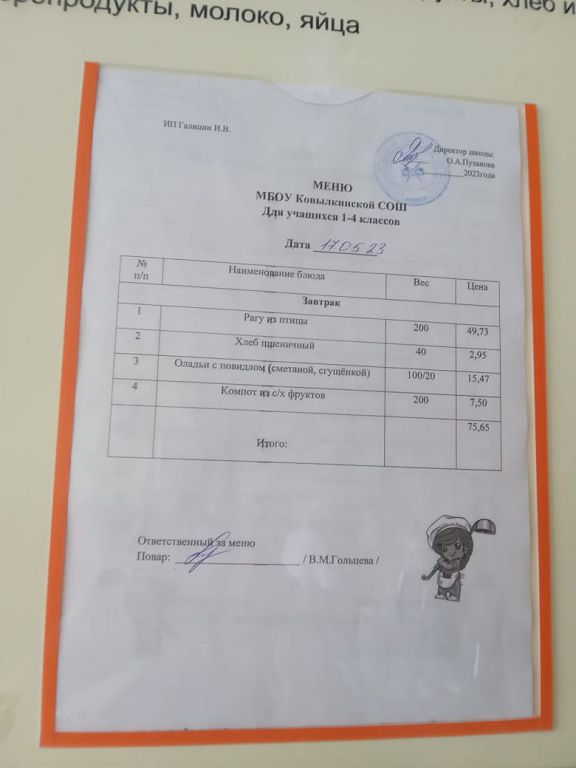 репродукты, молоко, яйца
хлеб и
ИП Галицин И.В.
Директор школы:
О.А.Пузанова
2023года
МЕНЮ
МБОУ Ковылкинской СОШ
Для учащихся 1-4 классов
Дата 17.05.23
№ п/п Наименование блюда Вес Цена
Завтрак
1 Рагу из птицы 200 49,73
2 Хлеб пшеничный 40 2,95
3 Оладьи с повидлом (сметаной, сгущёнкой) 100/20 15,47
4 Компот из с/х фруктов 200 7,50
Итого: 75,65
Ответственный за меню
Повар: / В.М.Гольцева /